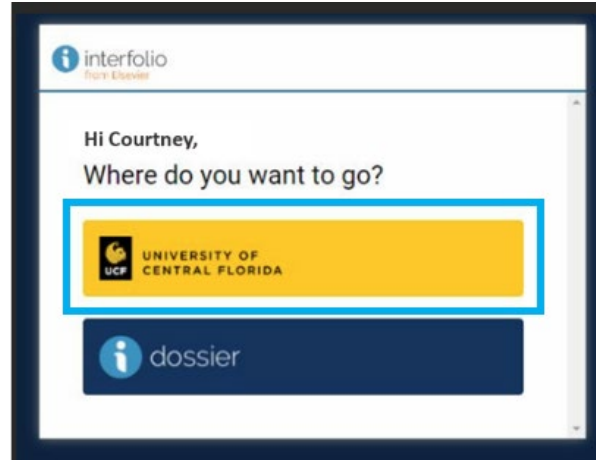 interfolio
from Elsevier
Hi Courtney,
Where do you want to go?
UCF
UNIVERSITY OF
CENTRAL FLORIDA
dossier